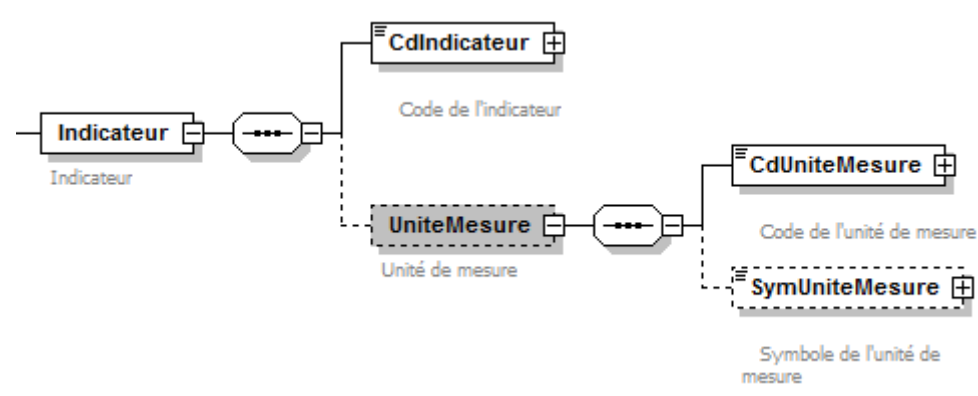 CdIndicateur
Code de l'indicateur
Indicateur
Indicateur
CdUniteMesure
Code de l'unité de mesure
UniteMesure
Unité de mesure
SymUniteMesure
Symbole de l'unité de
mesure